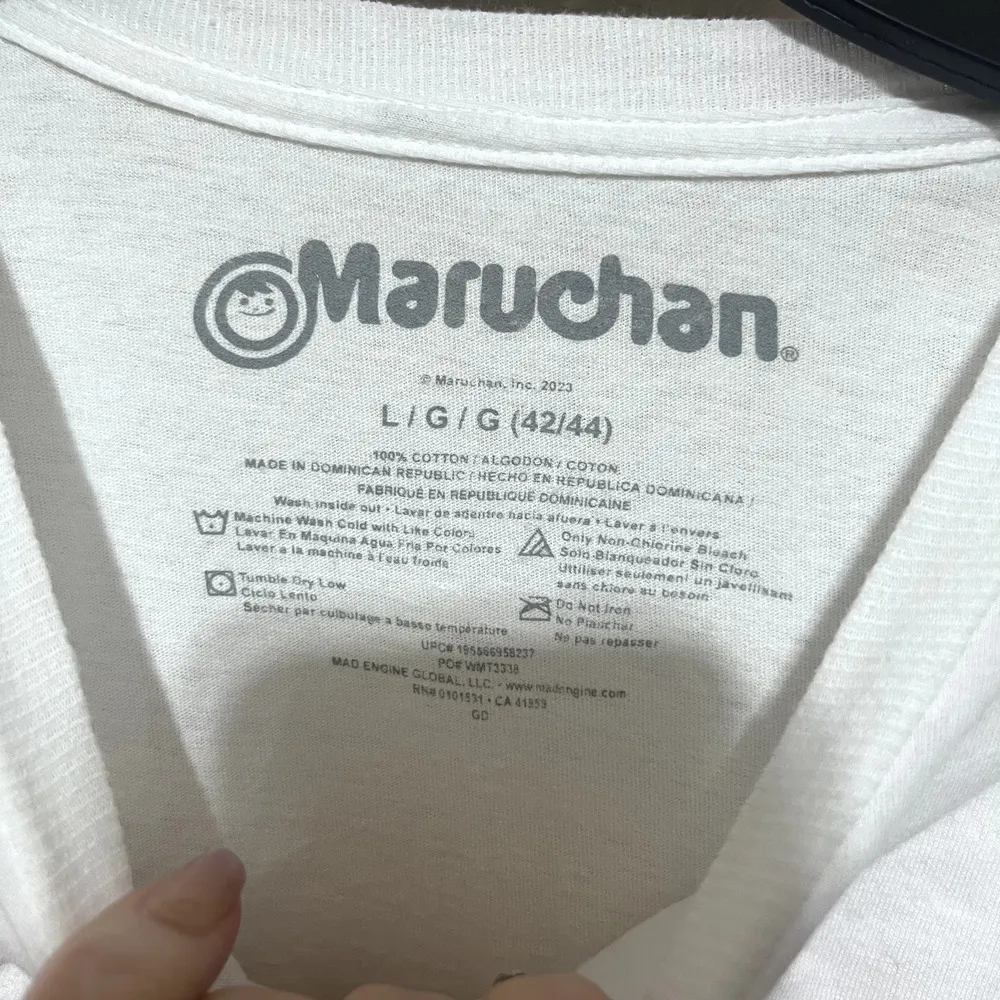 Maruchan®
© Maruchan, Inc. 2023
L / G / G (42/44)
100% COTTON / ALGODON / COTON
MADE IN DOMINICAN REPUBLIC / HECHO EN REPUBLICA DOMINICANA /
FABRIQUÉ EN REPUBLIQUE DOMINICAINE
Wash inside out • Lavar de adentro hacia afuera • Laver à l'envers
Machine Wash Cold with Like Colors
Lavar En Maquina Agua Fria Por Colores
Laver a la machine à l'eau froide
Only Non-Chlorine Bleach
Solo Blanqueador Sin Cloro
Utiliser seulement un javellisant
sans chlore au besoin
Tumble Dry Low
Ciclo Lento
Sécher par culbutage a basse température
Do Not Iron
No Planchar
No pas repasser
UPC# 195866958237
PO# WMT3338
MAD ENGINE GLOBAL, LLC. - www.madengine.com
RN# 0101531 • CA 41953
GD